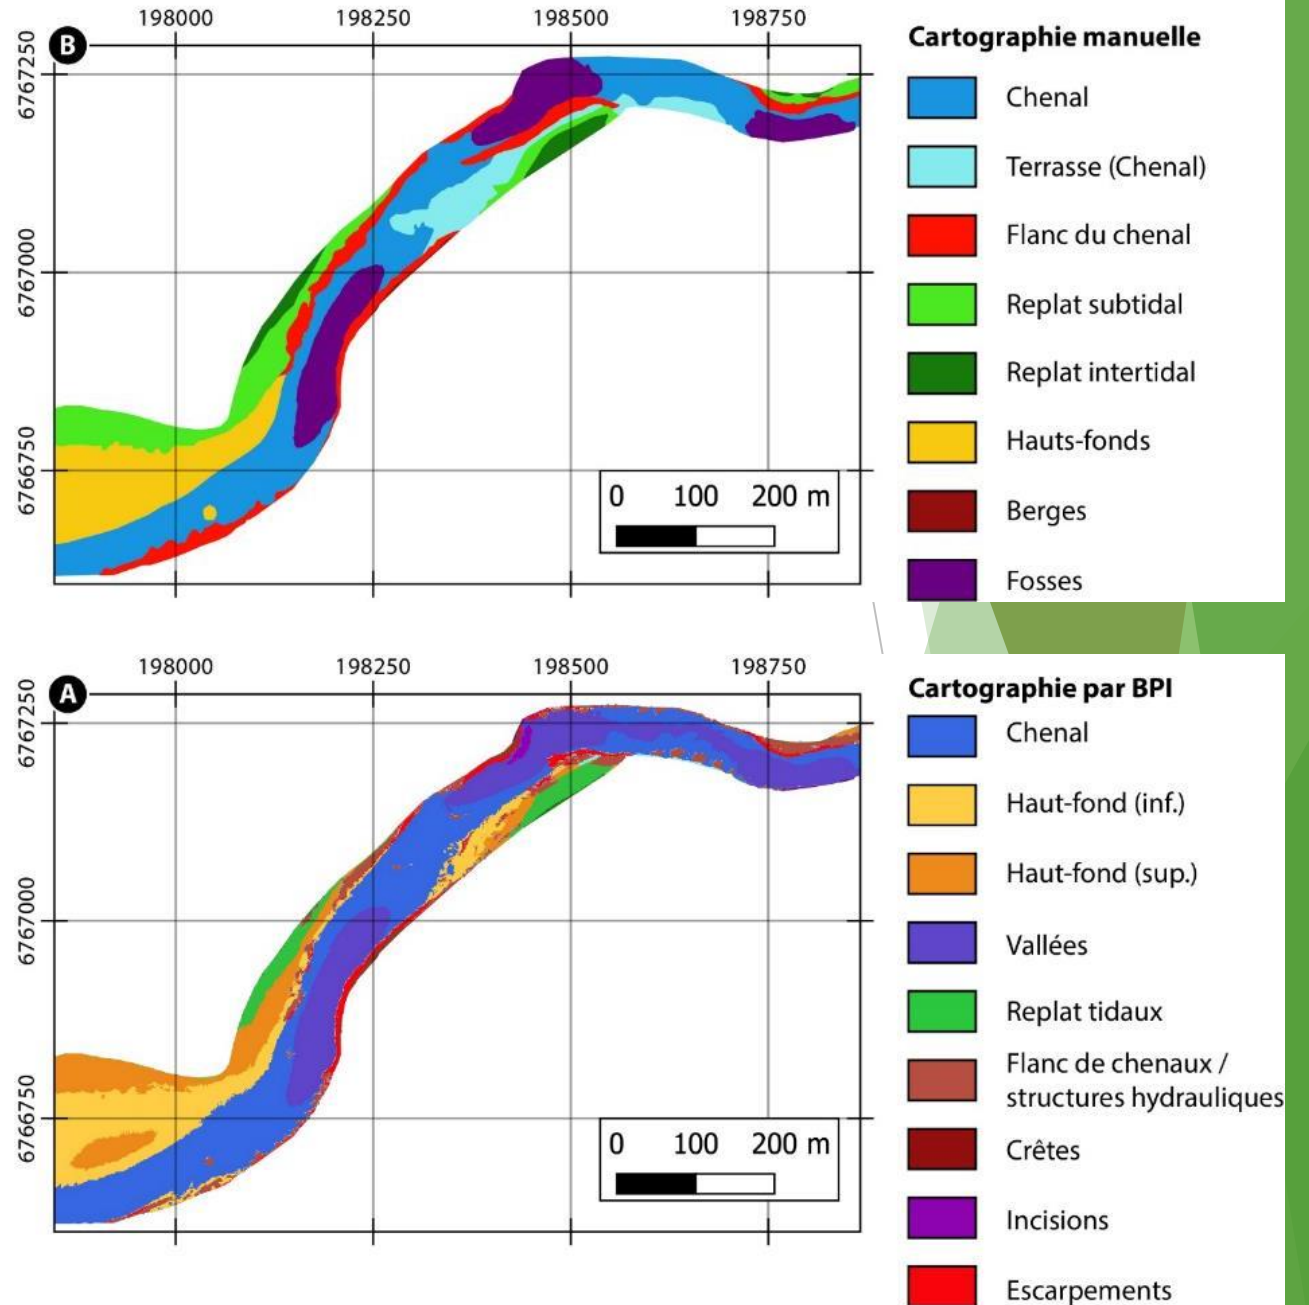 198000 198250 198500 198750
B
6767250
6767000
6766750
0 100 200 m
Cartographie manuelle
Chenal
Terrasse (Chenal)
Flanc du chenal
Replat subtidal
Replat intertidal
Hauts-fonds
Berges
Fosses
198000 198250 198500 198750
A
6767250
6767000
6766750
0 100 200 m
Cartographie par BPI
Chenal
Haut-fond (inf.)
Haut-fond (sup.)
Vallées
Replat tidaux
Flanc de chenaux /
structures hydrauliques
Crêtes
Incisions
Escarpements